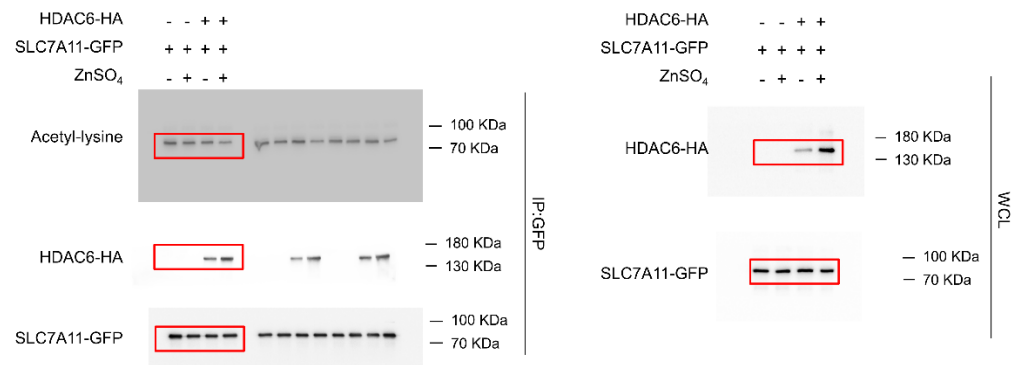 HDAC6-HA - - + +
SLC7A11-GFP + + + +
ZnSO₄ - + - +
Acetyl-lysine
— 100 KDa
— 70 KDa
HDAC6-HA
— 180 KDa
— 130 KDa
SLC7A11-GFP
— 100 KDa
— 70 KDa
IP:GFP
HDAC6-HA - - + +
SLC7A11-GFP + + + +
ZnSO₄ - + - +
HDAC6-HA
— 180 KDa
— 130 KDa
SLC7A11-GFP
— 100 KDa
— 70 KDa
WCL